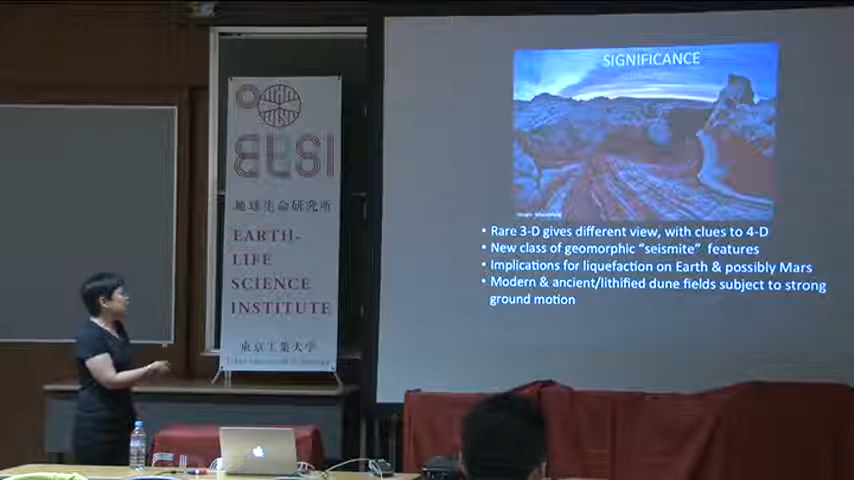 ELSI
地球生命研究所
EARTH-
LIFE
SCIENCE
INSTITUTE
東京工業大学
SIGNIFICANCE
• Rare 3-D gives different view, with clues to 4-D
• New class of geomorphic “seismite” features
• Implications for liquefaction on Earth & possibly Mars
• Modern & ancient/lithified dune fields subject to strong
ground motion